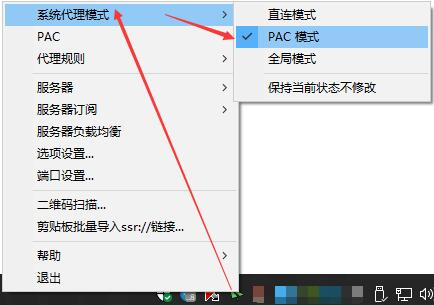 系统代理模式
PAC
代理规则
服务器
服务器订阅
服务器负载均衡
选项设置...
端口设置...
二维码扫描...
剪贴板批量导入ssr://链接...
帮助
退出
直连模式
PAC 模式
全局模式
保持当前状态不修改